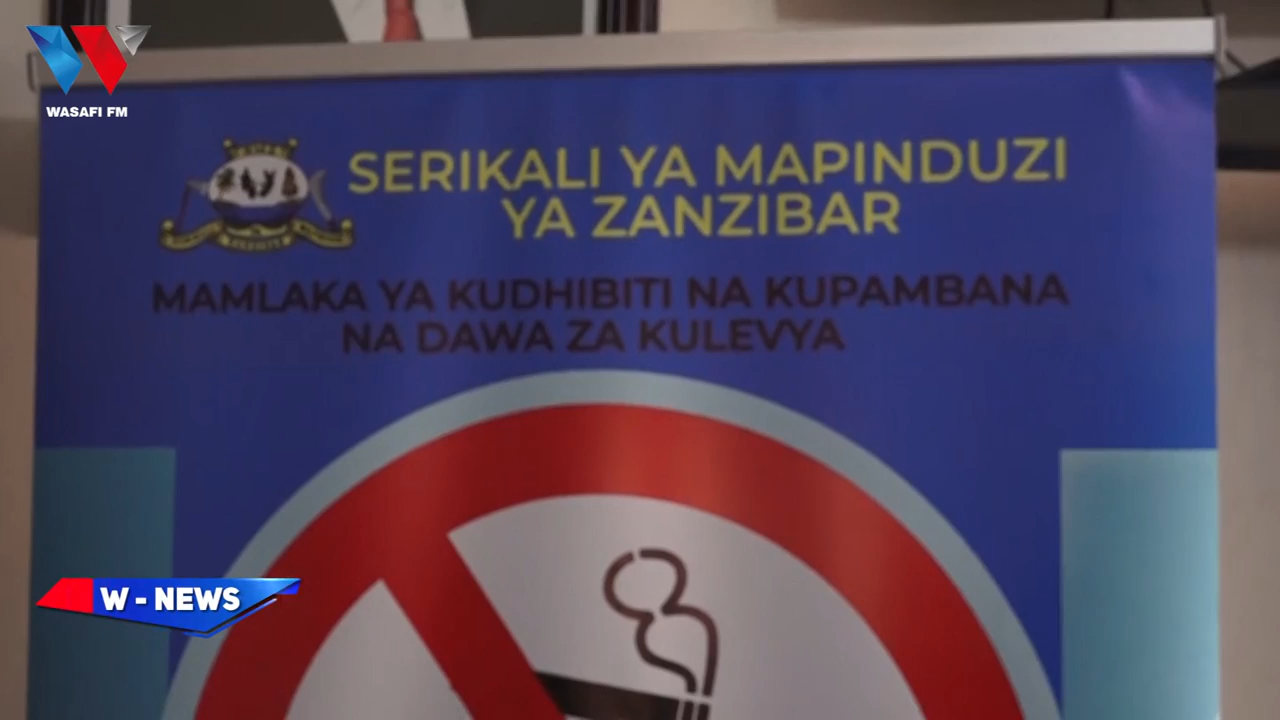 WASAFI FM
SERIKALI YA MAPINDUZI
YA ZANZIBAR
MAMLAKA YA KUDHIBITI NA KUPAMBANA
NA DAWA ZA KULEVYA
W - NEWS